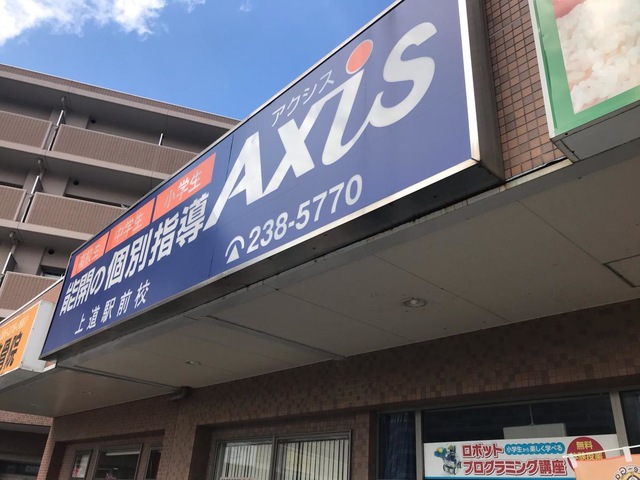 アクシス
Axis
小学生
中学生
高校生
能開の個別指導
238-5770
上道駅前校
骨院
ロボット
小学生から楽しく学べる
プログラミング講座
無料